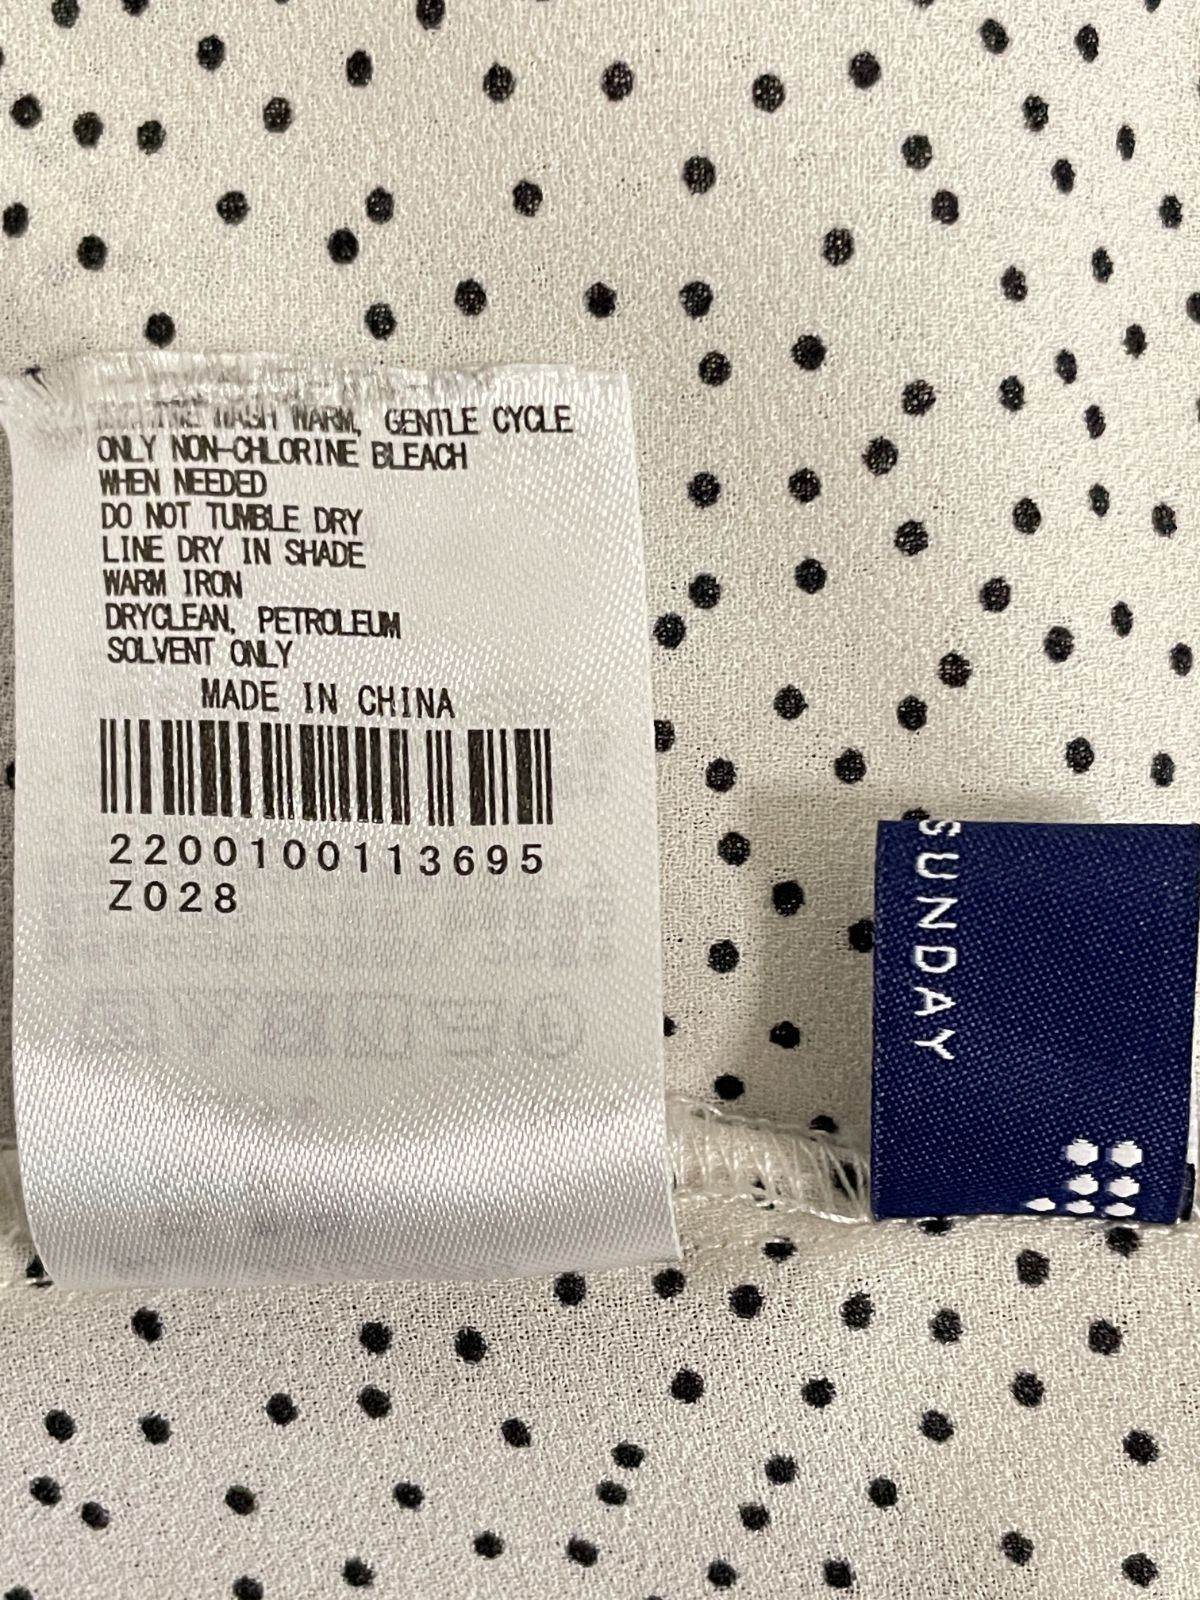 WASH WARM, GENTLE CYCLE
ONLY NON-CHLORINE BLEACH
WHEN NEEDED
DO NOT TUMBLE DRY
LINE DRY IN SHADE
WARM IRON
DRYCLEAN, PETROLEUM
SOLVENT ONLY
MADE IN CHINA
2200100113695
Z028
SUNDAY